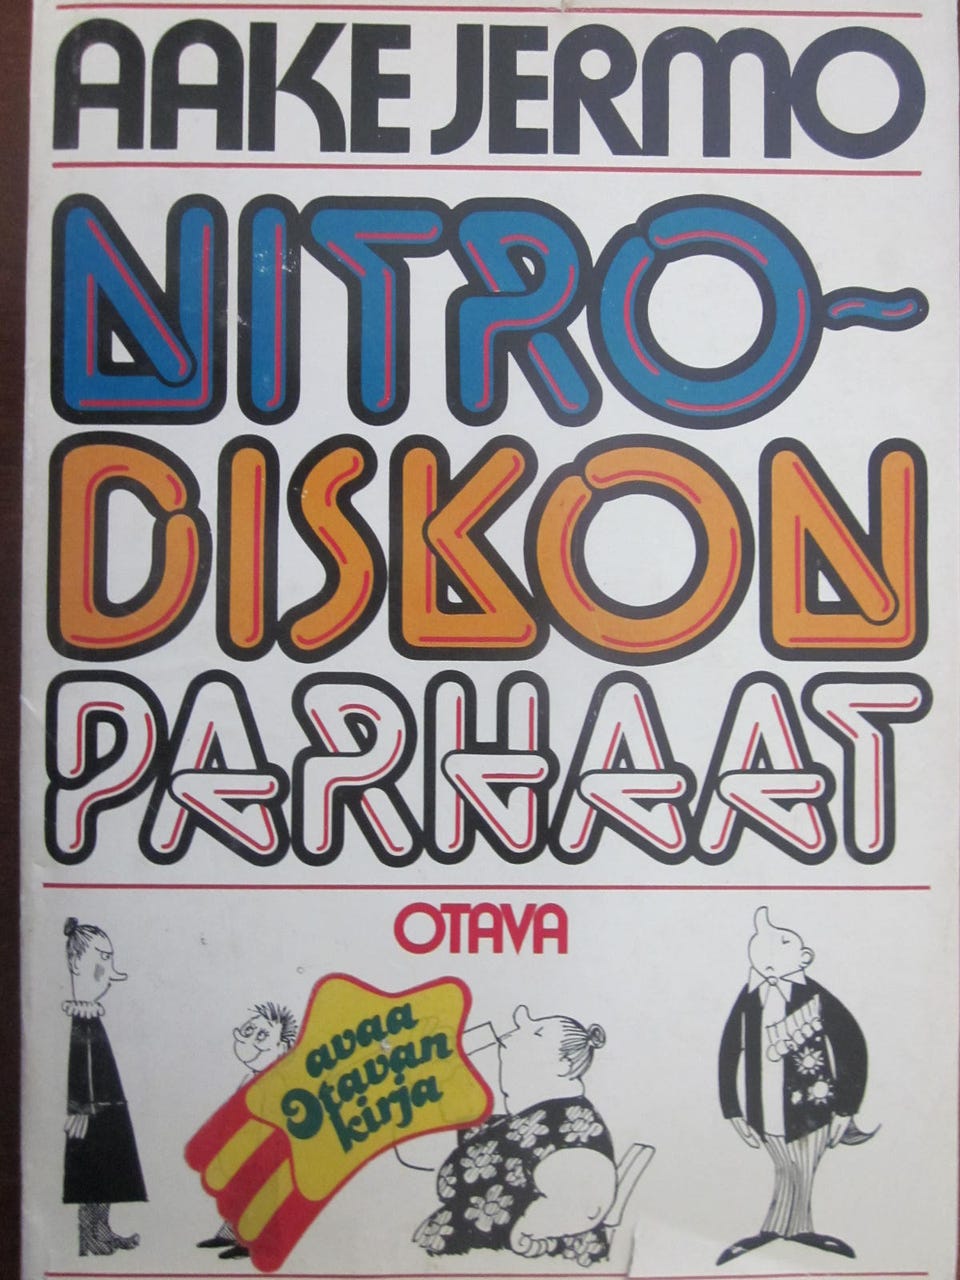 AAKE JERMO
NITRO-
DISKON
PARHAAT
OTAVA
avaa
Otavan
kirja